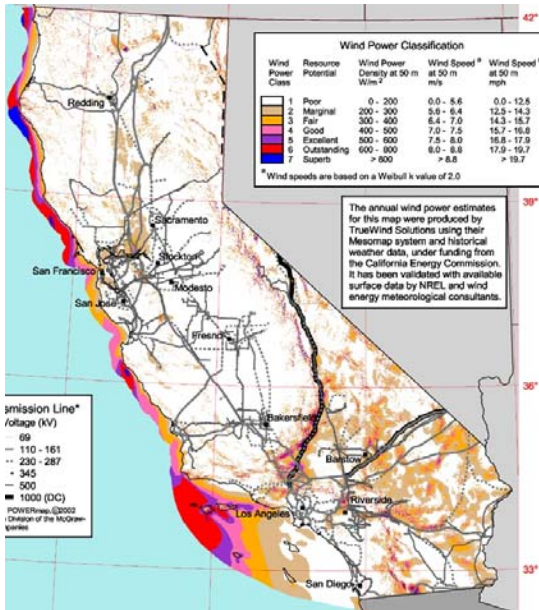 42°
Wind Power Classification
Wind Power Class Resource Potential Wind Power Density at 50 m W/m² Wind Speed a at 50 m m/s Wind Speed at 50 m mph
1 Poor 0 - 200 0.0 - 5.6 0.0 - 12.5
2 Marginal 200 - 300 5.6 - 6.4 12.5 - 14.3
3 Fair 300 - 400 6.4 - 7.0 14.3 - 15.7
4 Good 400 - 500 7.0 - 7.5 15.7 - 16.8
5 Excellent 500 - 600 7.5 - 8.0 16.8 - 17.9
6 Outstanding 600 - 800 8.0 - 8.8 17.9 - 19.7
7 Superb > 800 > 8.8 > 19.7
a Wind speeds are based on a Weibull k value of 2.0
Redding
38°
The annual wind power estimates
for this map were produced by
TrueWind Solutions using their
Mesomap system and historical
weather data, under funding from
the California Energy Commission.
It has been validated with available
surface data by NREL and wind
energy meteorological consultants.
Sacramento
Stockton
San Francisco
Modesto
San Jose
Fresno
36°
Bakersfield
Barstow
nsmission Line*
Voltage (kV)
69
110 - 161
230 - 287
345
500
1000 (DC)
POWERmap, ©2002
Division of the McGraw-
mpanies
Los Angeles
Riverside
San Diego
33°